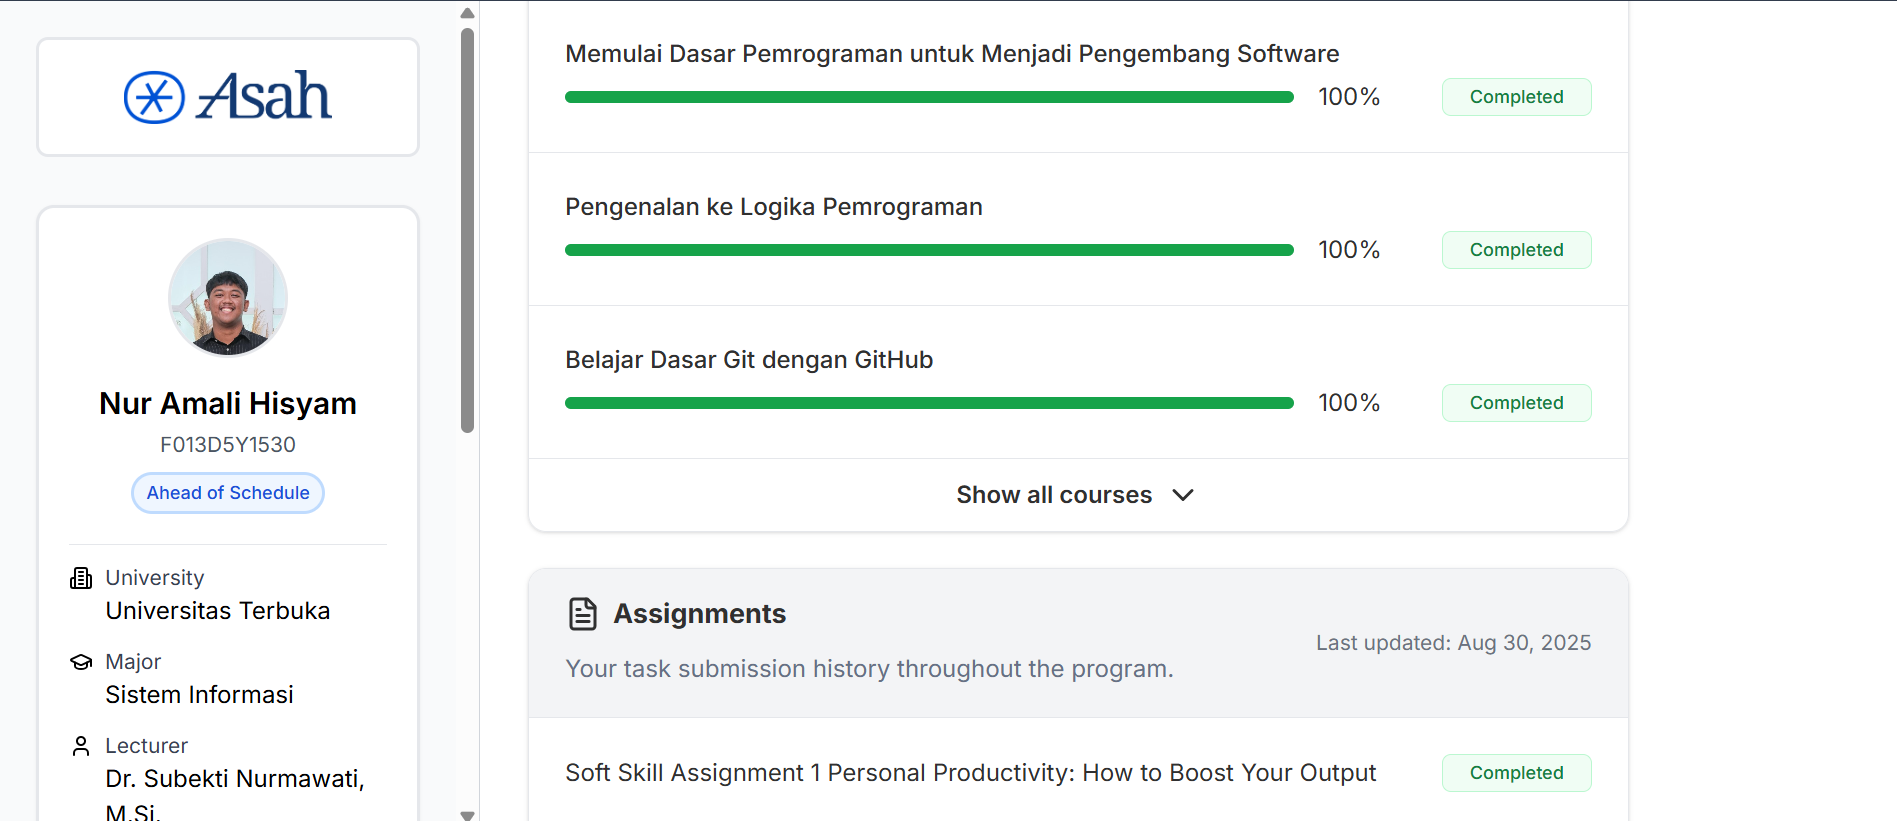 Asah
Nur Amali Hisyam
F013D5Y1530
Ahead of Schedule
University
Universitas Terbuka
Major
Sistem Informasi
Lecturer
Dr. Subekti Nurmawati,
M.Si.
Memulai Dasar Pemrograman untuk Menjadi Pengembang Software
100%
Completed
Pengenalan ke Logika Pemrograman
100%
Completed
Belajar Dasar Git dengan GitHub
100%
Completed
Show all courses
Assignments
Your task submission history throughout the program.
Last updated: Aug 30, 2025
Soft Skill Assignment 1 Personal Productivity: How to Boost Your Output
Completed